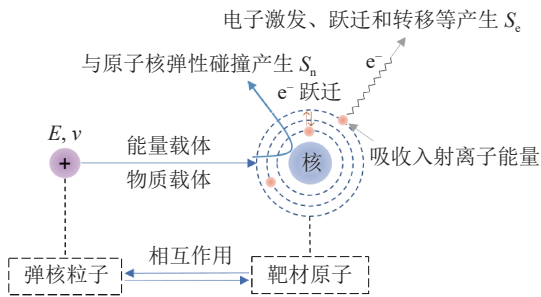 电子激发、跃迁和转移等产生 Sₑ
与原子核弹性碰撞产生 Sₙ
e⁻
e⁻ 跃迁
E, v
+
能量载体
物质载体
核
吸收入射离子能量
相互作用
弹核粒子
靶材原子